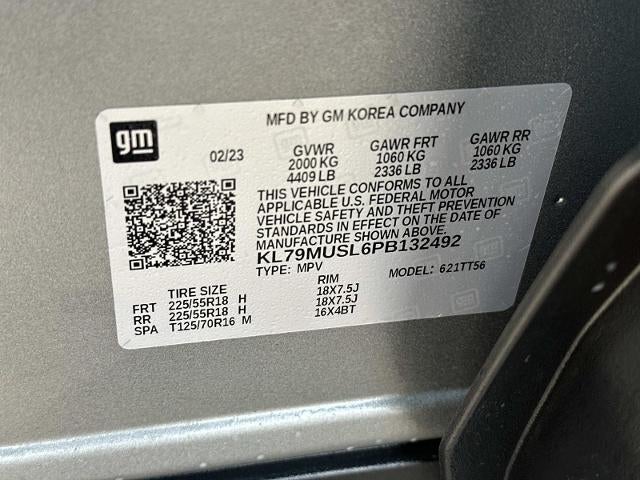 MFD BY GM KOREA COMPANY
gm
02/23 GVWR GAWR FRT GAWR RR
2000 KG 1060 KG 1060 KG
4409 LB 2336 LB 2336 LB
THIS VEHICLE CONFORMS TO ALL
APPLICABLE U.S. FEDERAL MOTOR
VEHICLE SAFETY AND THEFT PREVENTION
STANDARDS IN EFFECT ON THE DATE OF
MANUFACTURE SHOWN ABOVE.
KL79MUSL6PB132492
TYPE: MPV MODEL: 621TT56
TIRE SIZE RIM
FRT 225/55R18 H 18X7.5J
RR 225/55R18 H 18X7.5J
SPA T125/70R16 M 16X4BT